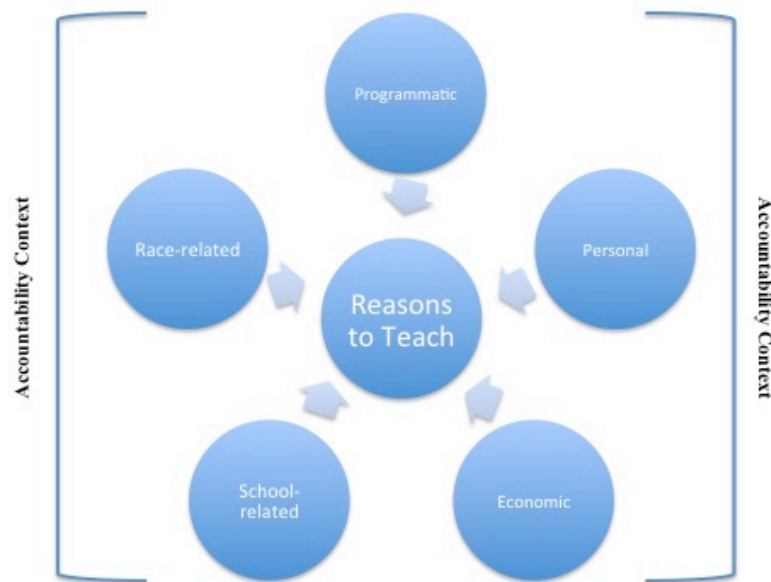 Programmatic
Accountability Context
Race-related
Personal
Accountability Context
Reasons
to Teach
School-
related
Economic